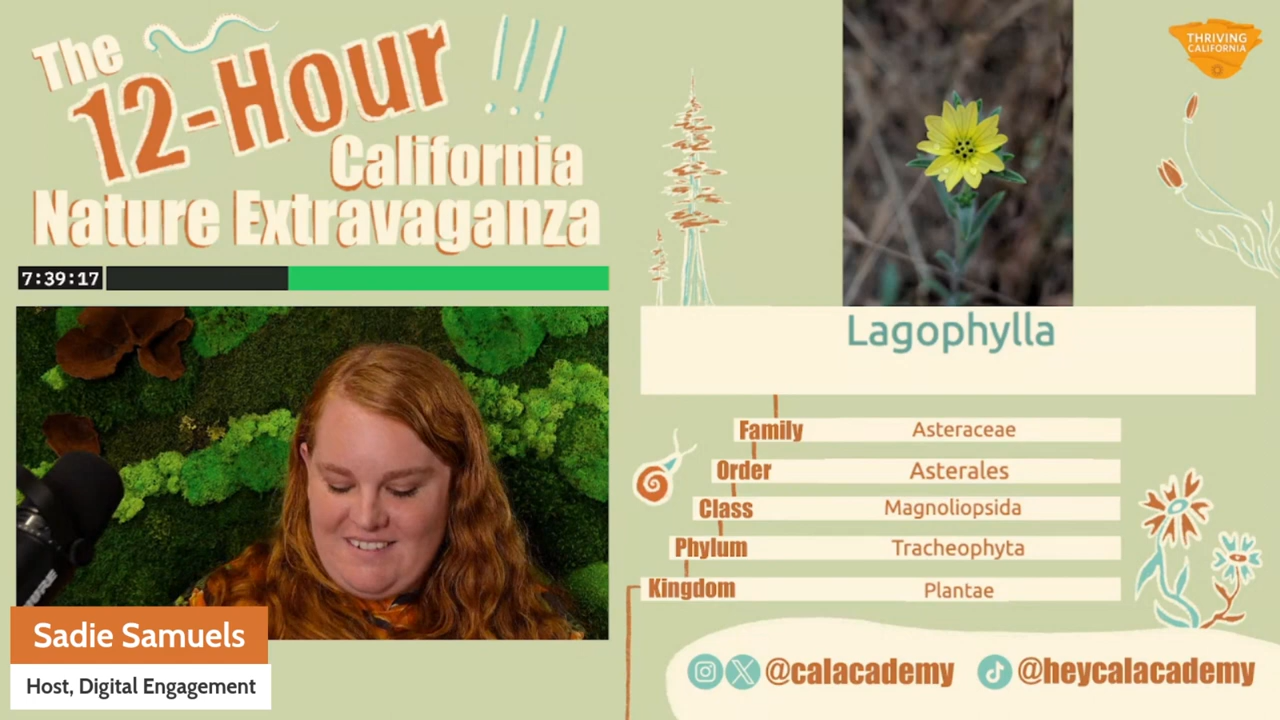 The
12-Hour !!!
California
Nature Extravaganza
THRIVING
CALIFORNIA
7:39:17
Lagophylla
Family Asteraceae
Order Asterales
Class Magnoliopsida
Phylum Tracheophyta
Kingdom Plantae
SHURE
Sadie Samuels
Host, Digital Engagement
@calacademy @heycalacademy